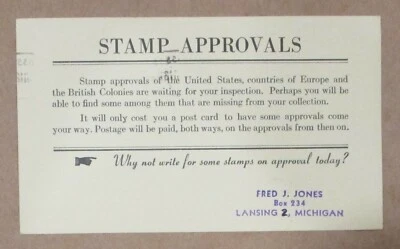 STAMP APPROVALS
Stamp approvals of the United States, countries of Europe and
the British Colonies are waiting for your inspection. Perhaps you will be
able to find some among them that are missing from your collection.
It will only cost you a post card to have some approvals come
your way. Postage will be paid, both ways, on the approvals from then on.
Why not write for some stamps on approval today?
FRED J. JONES
Box 234
LANSING 2, MICHIGAN